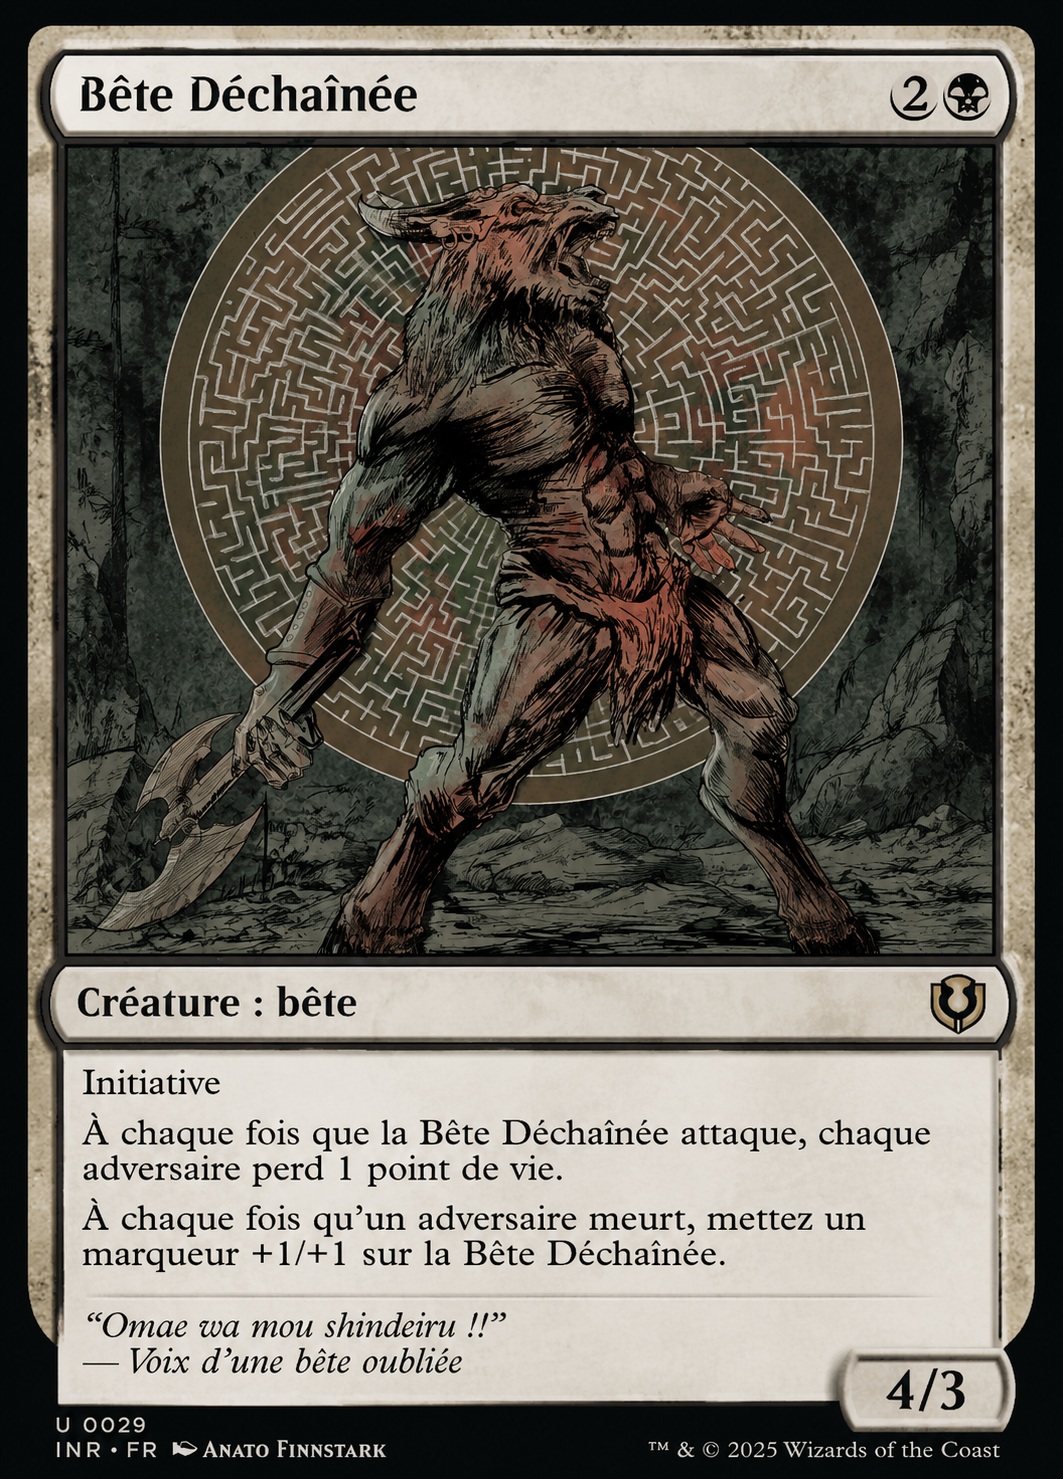 Bête Déchaînée
2
Créature : bête
Initiative
À chaque fois que la Bête Déchaînée attaque, chaque
adversaire perd 1 point de vie.
À chaque fois qu'un adversaire meurt, mettez un
marqueur +1/+1 sur la Bête Déchaînée.
“Omae wa mou shindeiru !!”
— Voix d'une bête oubliée
4/3
U 0029
INR • FR Anato Finnstark
™ & © 2025 Wizards of the Coast